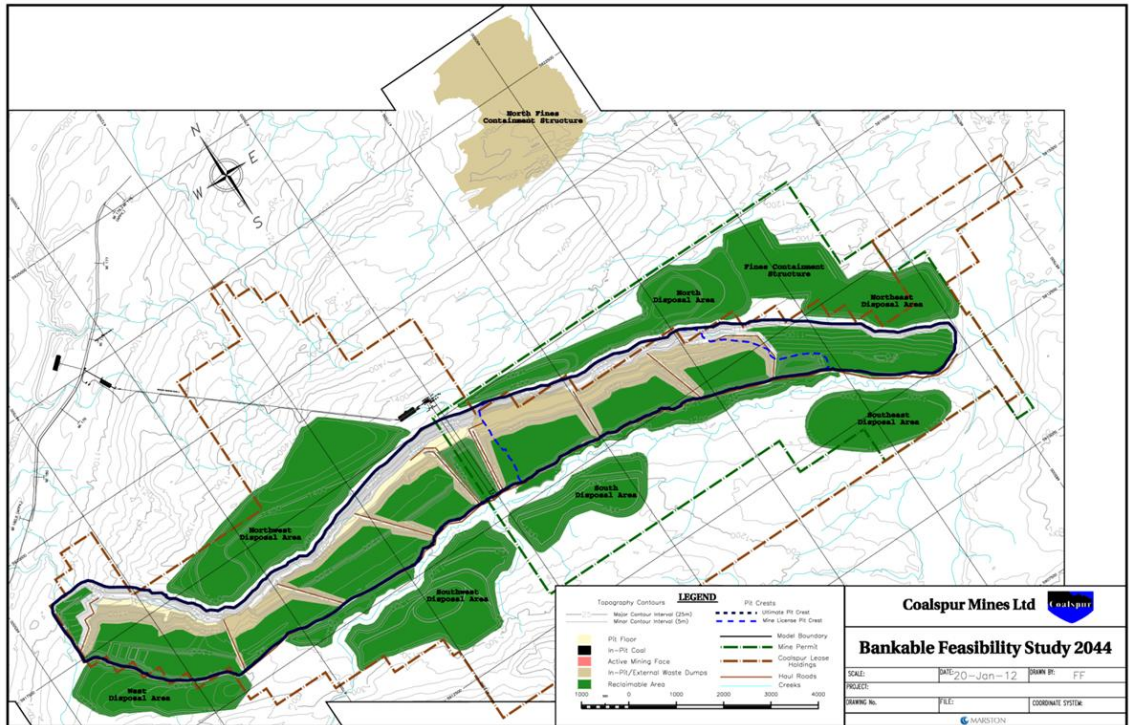 North Fines
Containment Structure
N
E
W
S
Fines Containment
Structure
North
Disposal Area
Northeast
Disposal Area
Southeast
Disposal Area
South
Disposal Area
Northwest
Disposal Area
Southwest
Disposal Area
West
Disposal Area
LEGEND
Topography Contours
Major Contour Interval (25m)
Minor Contour Interval (5m)
Pit Floor
In-Pit Coal
Active Mining Face
In-Pit/External Waste Dumps
Reclaimable Area
Pit Crests
Ultimate Pit Crest
Mine License Pit Crest
Model Boundary
Mine Permit
Coalspur Lease
Holdings
Haul Roads
Creeks
1000 0 1000 2000 3000 4000
Coalspur Mines Ltd
Coalspur
Bankable Feasibility Study 2044
SCALE: DATE: 20-Jan-12 DRAWN BY: FF
PROJECT:
DRAWING No. FILE: COORDINATE SYSTEM:
MARSTON